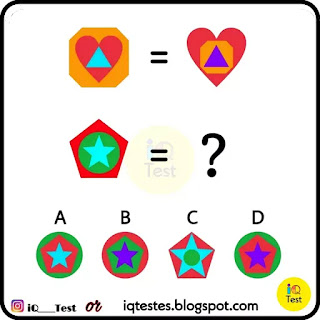 =
= ?
iQ
Test
A B C D
iQ
Test
iQ___Test or iqtestes.blogspot.com